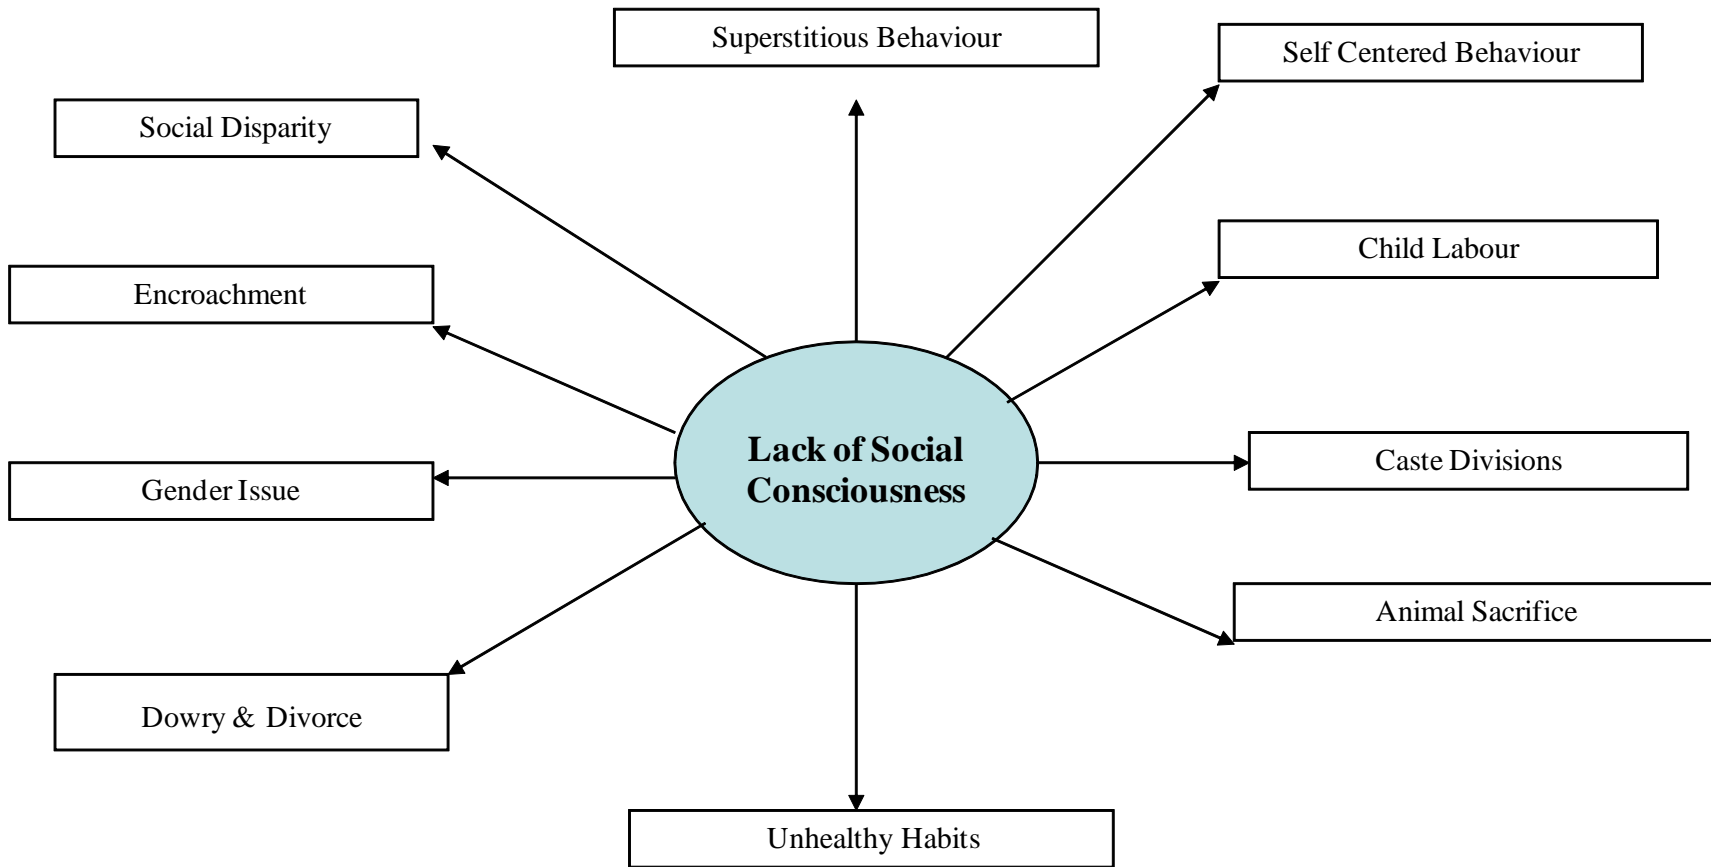 Superstitious Behaviour
Self Centered Behaviour
Social Disparity
Child Labour
Encroachment
Lack of Social
Consciousness
Caste Divisions
Gender Issue
Animal Sacrifice
Dowry & Divorce
Unhealthy Habits